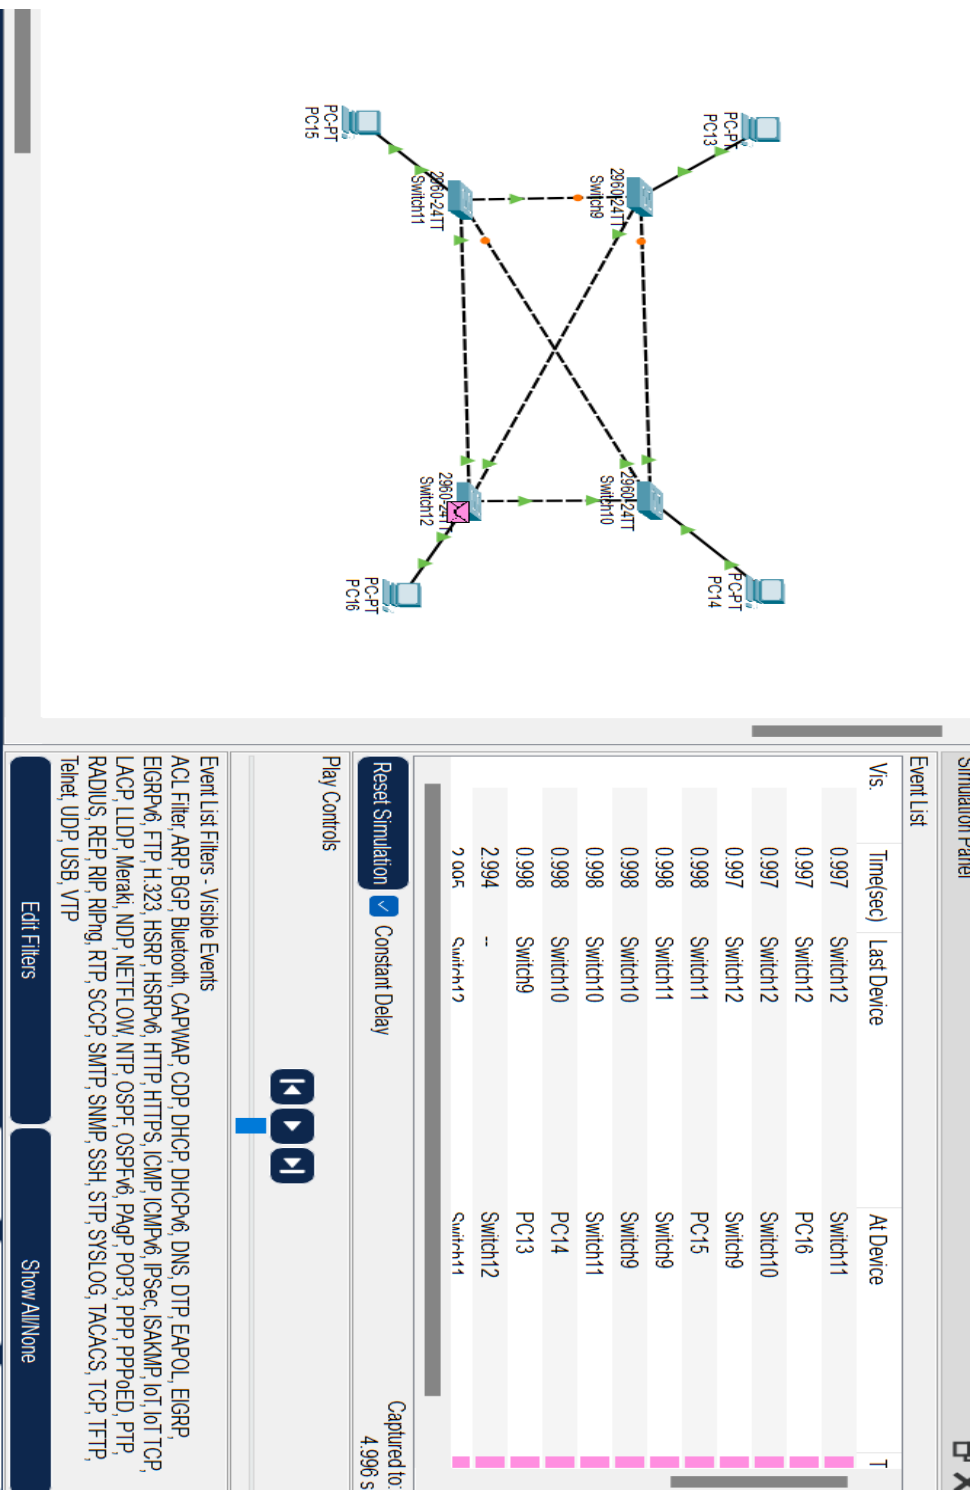 PC-PT
PC13
2960-24TT
Switch9
PC-PT
PC15
2960-24TT
Switch11
PC-PT
PC14
2960-24TT
Switch10
2960-24TT
Switch12
PC-PT
PC16
Simulation Panel
Event List
Vis. Time(sec) Last Device At Device T
0.997 Switch12 Switch11
0.997 Switch12 PC16
0.997 Switch12 Switch10
0.997 Switch12 Switch9
0.998 Switch11 PC15
0.998 Switch11 Switch9
0.998 Switch10 Switch9
0.998 Switch10 Switch11
0.998 Switch10 PC14
0.998 Switch9 PC13
2.994 -- Switch12
2.995 Switch12 Switch11
Reset Simulation Constant Delay Captured to:
4.996 s
Play Controls
Event List Filters - Visible Events
ACL Filter, ARP, BGP, Bluetooth, CAPWAP, CDP, DHCP, DHCPv6, DNS, DTP, EAPOL, EIGRP,
EIGRPv6, FTP, H.323, HSRP, HSRPv6, HTTP, HTTPS, ICMP, ICMPv6, IPSec, ISAKMP, IoT, IoT TCP,
LACP, LLDP, Meraki, NDP, NETFLOW, NTP, OSPF, OSPFv6, PAgP, POP3, PPP, PPPoED, PTP,
RADIUS, REP, RIP, RIPng, RTP, SCCP, SMTP, SNMP, SSH, STP, SYSLOG, TACACS, TCP, TFTP,
Telnet, UDP, USB, VTP
Edit Filters Show All/None